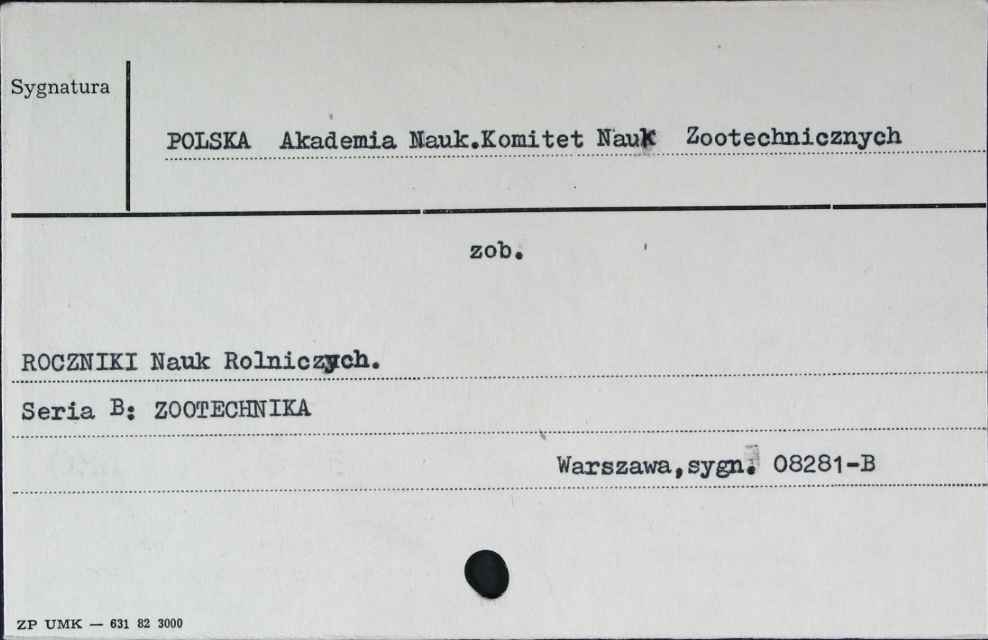 Sygnatura
POLSKA Akademia Nauk.Komitet Nauk Zootechnicznych
zob.
ROCZNIKI Nauk Rolniczych.
Seria B: ZOOTECHNIKA
Warszawa,sygn. 08281-B
ZP UMK — 631 82 3000